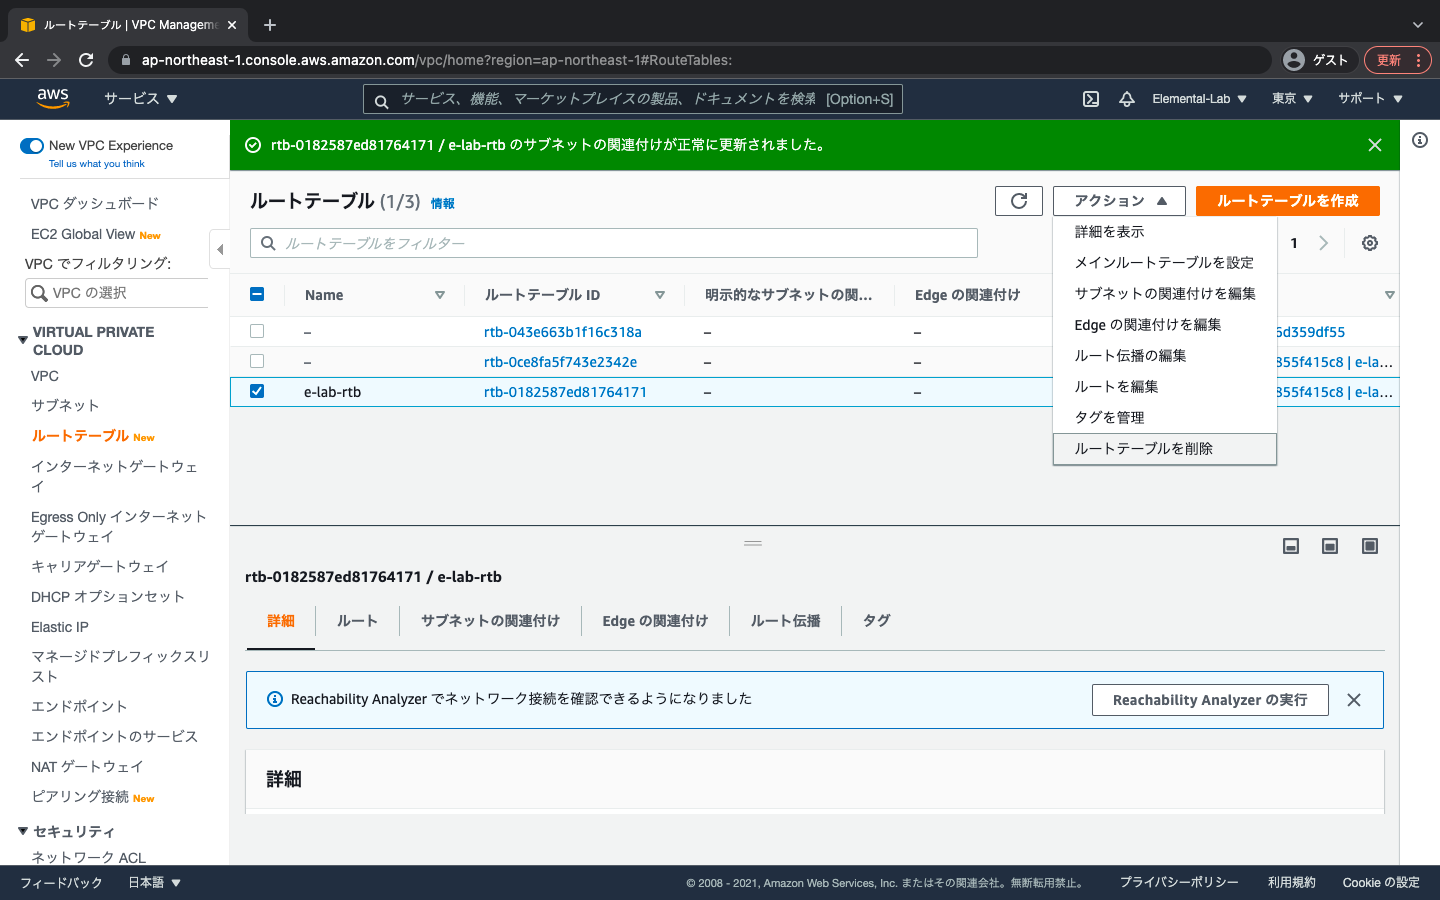 ルートテーブル | VPC Manageme
ap-northeast-1.console.aws.amazon.com/vpc/home?region=ap-northeast-1#RouteTables:
ゲスト
更新
aws
サービス
サービス、機能、マーケットプレイスの製品、ドキュメントを検索 [Option+S]
Elemental-Lab
東京
サポート
New VPC Experience
Tell us what you think
VPC ダッシュボード
EC2 Global View New
VPC でフィルタリング:
VPC の選択
VIRTUAL PRIVATE
CLOUD
VPC
サブネット
ルートテーブル New
インターネットゲートウェ
イ
Egress Only インターネット
ゲートウェイ
キャリアゲートウェイ
DHCP オプションセット
Elastic IP
マネージドプレフィックスリ
スト
エンドポイント
エンドポイントのサービス
NAT ゲートウェイ
ピアリング接続 New
セキュリティ
ネットワーク ACL
rtb-0182587ed81764171 / e-lab-rtb のサブネットの関連付けが正常に更新されました。
ルートテーブル (1/3) 情報
アクション
ルートテーブルを作成
ルートテーブルをフィルター
1
詳細を表示
メインルートテーブルを設定
サブネットの関連付けを編集
Edge の関連付けを編集
ルート伝播の編集
ルートを編集
タグを管理
ルートテーブルを削除
Name ルートテーブル ID 明示的なサブネットの関... Edge の関連付け
– rtb-043e663b1f16c318a – – 6d359df55
– rtb-0ce8fa5f743e2342e – – 855f415c8 | e-la...
e-lab-rtb rtb-0182587ed81764171 – – 855f415c8 | e-la...
rtb-0182587ed81764171 / e-lab-rtb
詳細 ルート サブネットの関連付け Edge の関連付け ルート伝播 タグ
Reachability Analyzer でネットワーク接続を確認できるようになりました
Reachability Analyzer の実行
詳細
フィードバック 日本語
© 2008 - 2021, Amazon Web Services, Inc. またはその関連会社。無断転用禁止。 プライバシーポリシー 利用規約 Cookie の設定